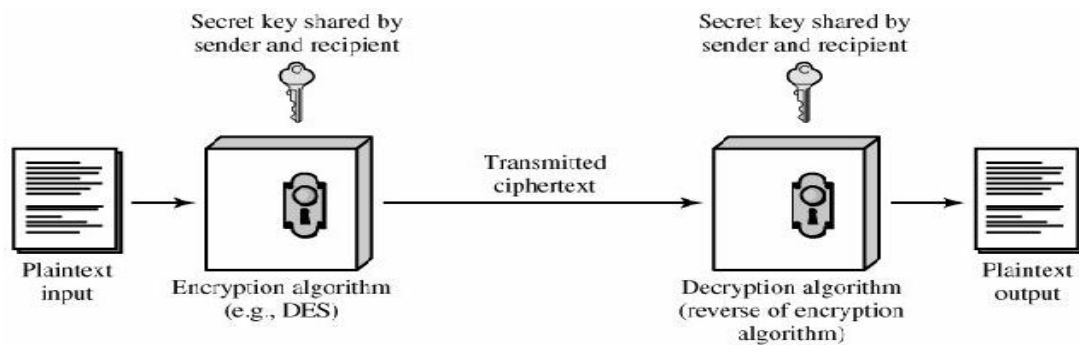 Secret key shared by
sender and recipient
Secret key shared by
sender and recipient
Transmitted
ciphertext
Plaintext
input
Encryption algorithm
(e.g., DES)
Decryption algorithm
(reverse of encryption
algorithm)
Plaintext
output